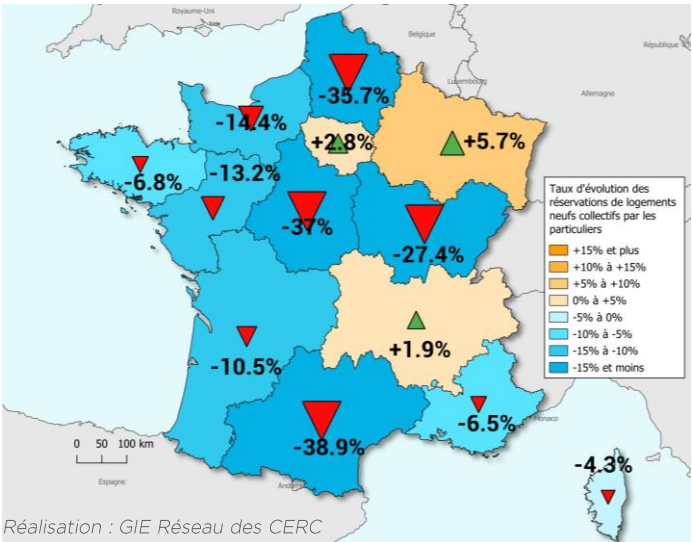 Royaume-Uni
Belgique
Luxembourg
République
Allemagne
-35.7%
-14.4%
+2.8%
+5.7%
-6.8%
-13.2%
-37%
-27.4%
-10.5%
+1.9%
-38.9%
-6.5%
-4.3%
Monaco
Espagne
Taux d'évolution des
réservations de logements
neufs collectifs par les
particuliers
+15% et plus
+10% à +15%
+5% à +10%
0% à +5%
-5% à 0%
-10% à -5%
-15% à -10%
-15% et moins
0 50 100 km
Réalisation : GIE Réseau des CERC